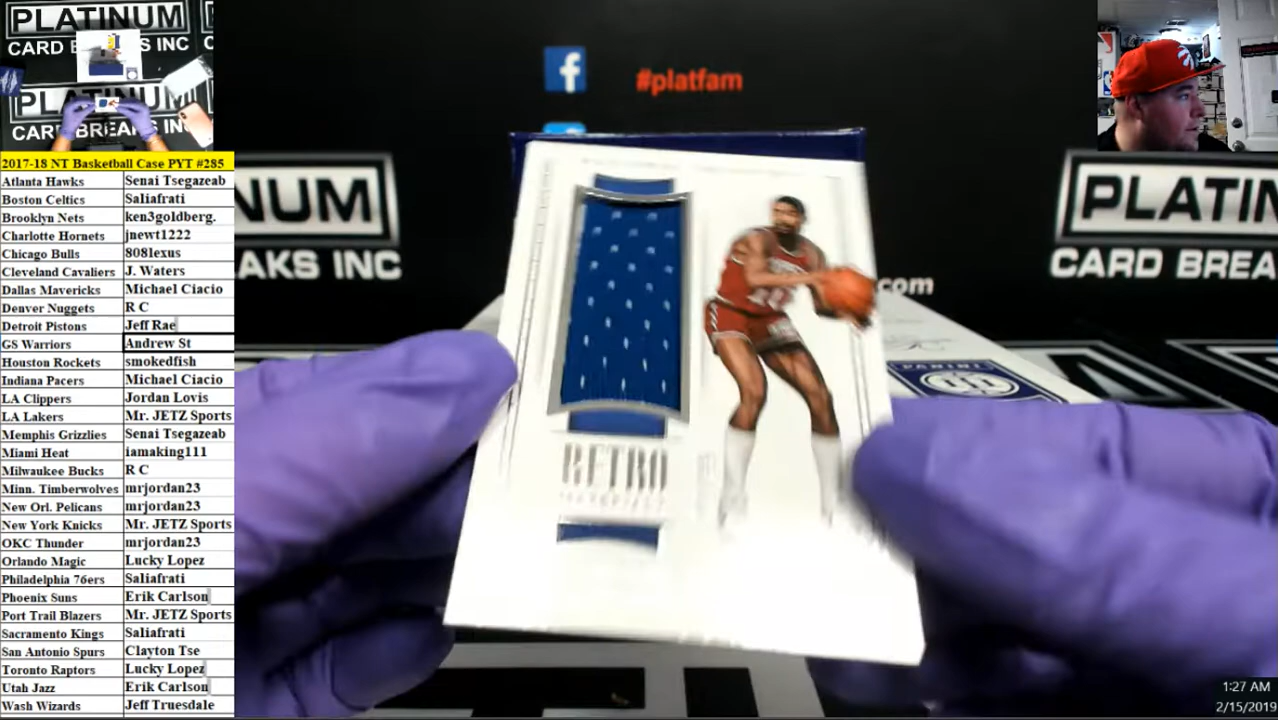 PLATINUM
CARD BREAKS INC
PLATINUM
CARD BREAKS INC
2017-18 NT Basketball Case PYT #285
Atlanta Hawks Senai Tsegazeab
Boston Celtics Saliafrati
Brooklyn Nets ken3goldberg.
Charlotte Hornets jnewt1222
Chicago Bulls 808lexus
Cleveland Cavaliers J. Waters
Dallas Mavericks Michael Ciacio
Denver Nuggets R C
Detroit Pistons Jeff Rae
GS Warriors Andrew St
Houston Rockets smokedfish
Indiana Pacers Michael Ciacio
LA Clippers Jordan Lovis
LA Lakers Mr. JETZ Sports
Memphis Grizzlies Senai Tsegazeab
Miami Heat iamaking111
Milwaukee Bucks R C
Minn. Timberwolves mrjordan23
New Orl. Pelicans mrjordan23
New York Knicks Mr. JETZ Sports
OKC Thunder mrjordan23
Orlando Magic Lucky Lopez
Philadelphia 76ers Saliafrati
Phoenix Suns Erik Carlson
Port Trail Blazers Mr. JETZ Sports
Sacramento Kings Saliafrati
San Antonio Spurs Clayton Tse
Toronto Raptors Lucky Lopez
Utah Jazz Erik Carlson
Wash Wizards Jeff Truesdale
f
#platfam
NUM
AKS INC
PLATIN
CARD BREAKS
.com
PANINI
RETRO
1:27 AM
2/15/2019